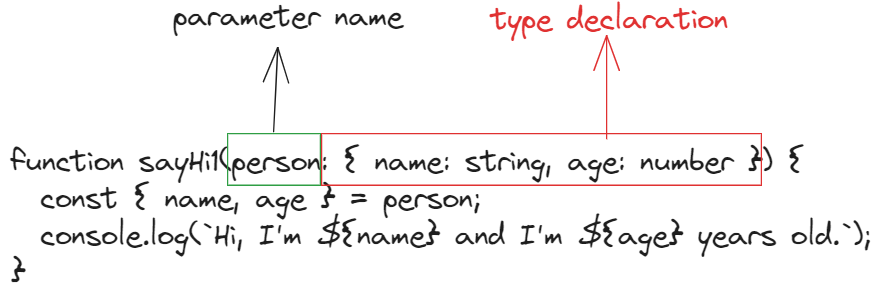 parameter name
type declaration
function sayHi1(person: { name: string, age: number }) {
  const { name, age } = person;
  console.log(`Hi, I'm ${name} and I'm ${age} years old.`);
}